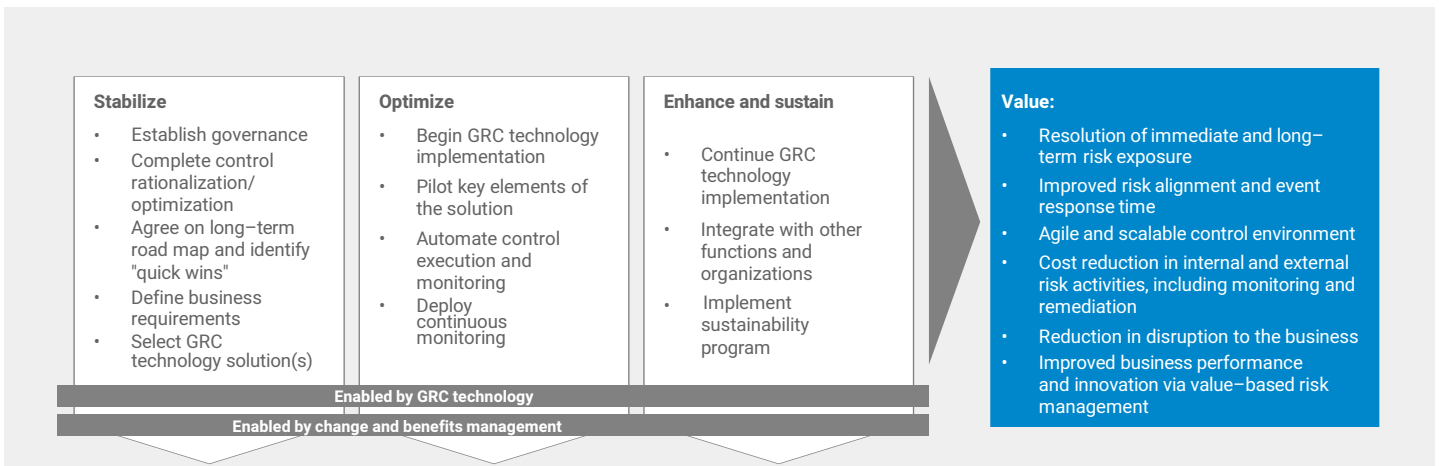 Stabilize
• Establish governance
• Complete control
rationalization/
optimization
• Agree on long–term
road map and identify
"quick wins"
• Define business
requirements
• Select GRC
technology solution(s)
Optimize
• Begin GRC technology
implementation
• Pilot key elements of
the solution
• Automate control
execution and
monitoring
• Deploy
continuous
monitoring
Enhance and sustain
• Continue GRC
technology
implementation
• Integrate with other
functions and
organizations
• Implement
sustainability
program
Enabled by GRC technology
Enabled by change and benefits management
Value:
• Resolution of immediate and long–
term risk exposure
• Improved risk alignment and event
response time
• Agile and scalable control environment
• Cost reduction in internal and external
risk activities, including monitoring and
remediation
• Reduction in disruption to the business
• Improved business performance
and innovation via value–based risk
management